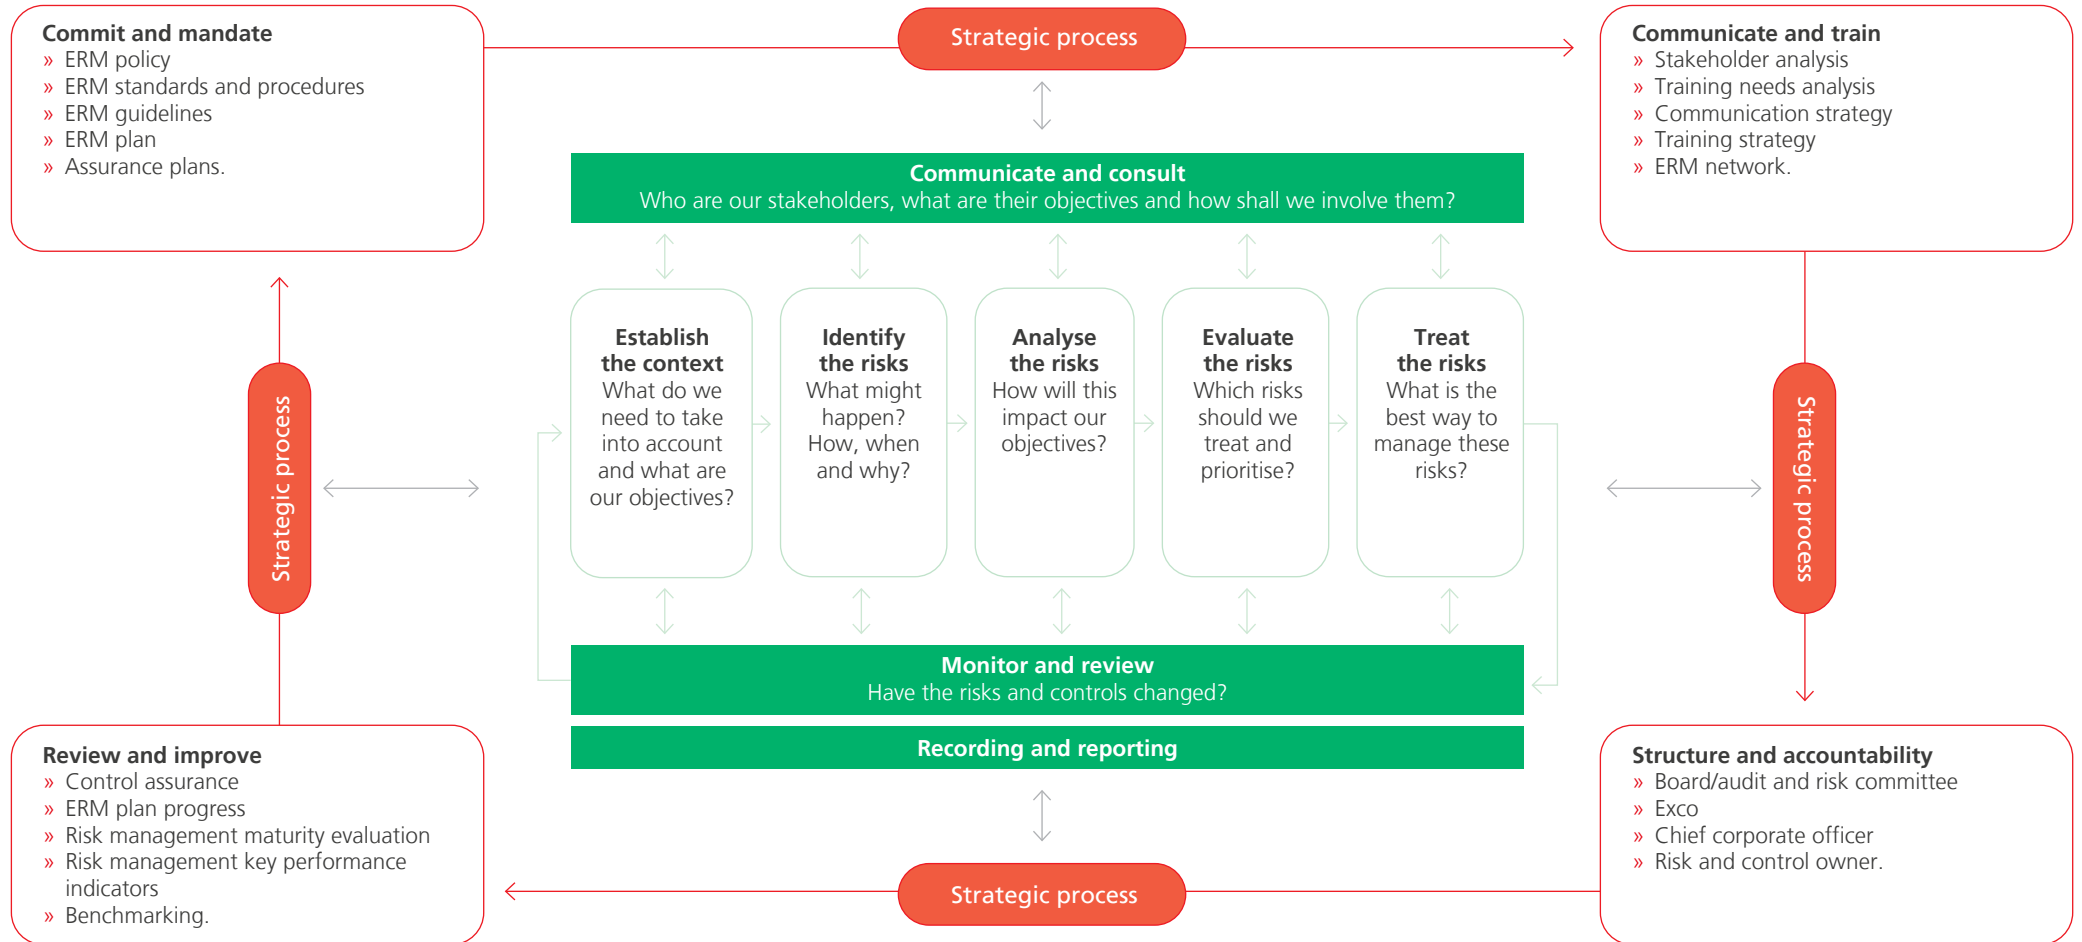 Commit and mandate
» ERM policy
» ERM standards and procedures
» ERM guidelines
» ERM plan
» Assurance plans.
Strategic process
Communicate and train
» Stakeholder analysis
» Training needs analysis
» Communication strategy
» Training strategy
» ERM network.
Communicate and consult
Who are our stakeholders, what are their objectives and how shall we involve them?
Strategic process
Establish
the context
What do we
need to take
into account
and what are
our objectives?
Identify
the risks
What might
happen?
How, when
and why?
Analyse
the risks
How will this
impact our
objectives?
Evaluate
the risks
Which risks
should we
treat and
prioritise?
Treat
the risks
What is the
best way to
manage these
risks?
Strategic process
Monitor and review
Have the risks and controls changed?
Recording and reporting
Review and improve
» Control assurance
» ERM plan progress
» Risk management maturity evaluation
» Risk management key performance
indicators
» Benchmarking.
Strategic process
Structure and accountability
» Board/audit and risk committee
» Exco
» Chief corporate officer
» Risk and control owner.